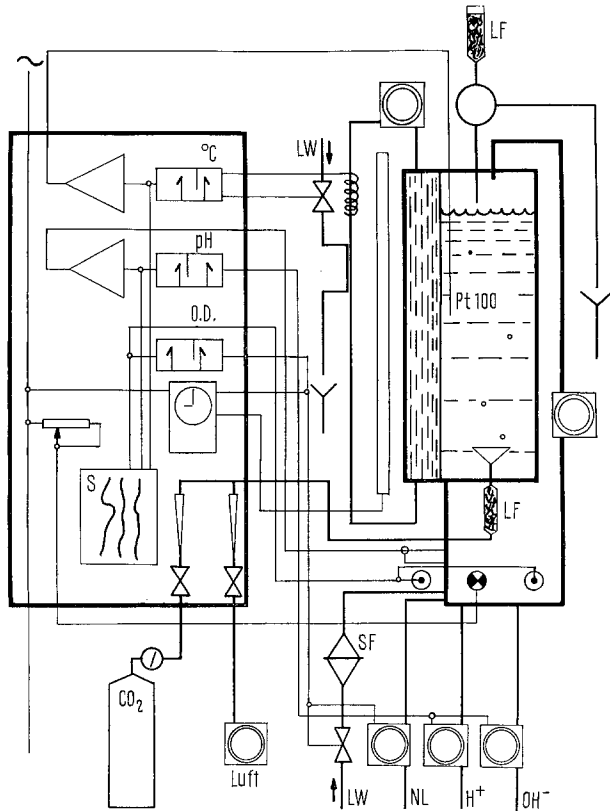 LF
~
°C
LW
pH
Pt 100
O.D.
S
LF
SF
CO₂
Luft
LW
NL
H⁺
OH⁻